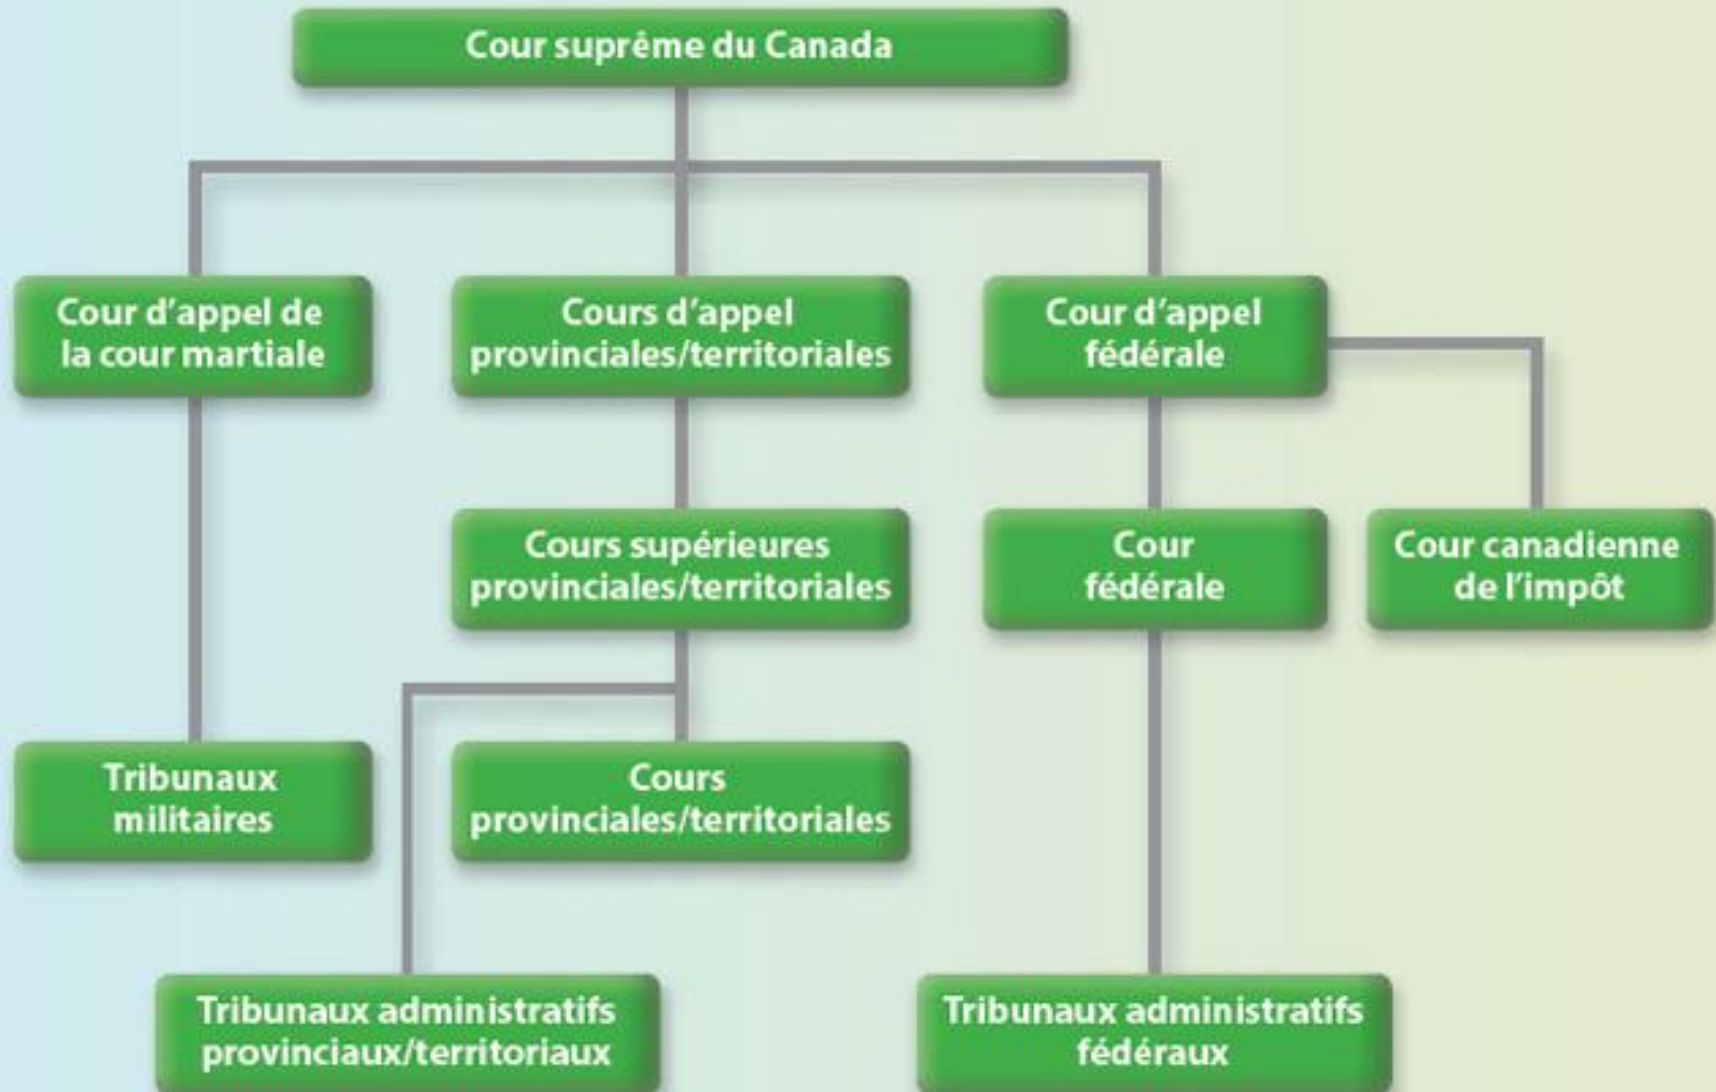 Cour suprême du Canada
Cour d'appel de
la cour martiale
Cours d'appel
provinciales/territoriales
Cour d'appel
fédérale
Cours supérieures
provinciales/territoriales
Cour
fédérale
Cour canadienne
de l'impôt
Tribunaux
militaires
Cours
provinciales/territoriales
Tribunaux administratifs
provinciaux/territoriaux
Tribunaux administratifs
fédéraux